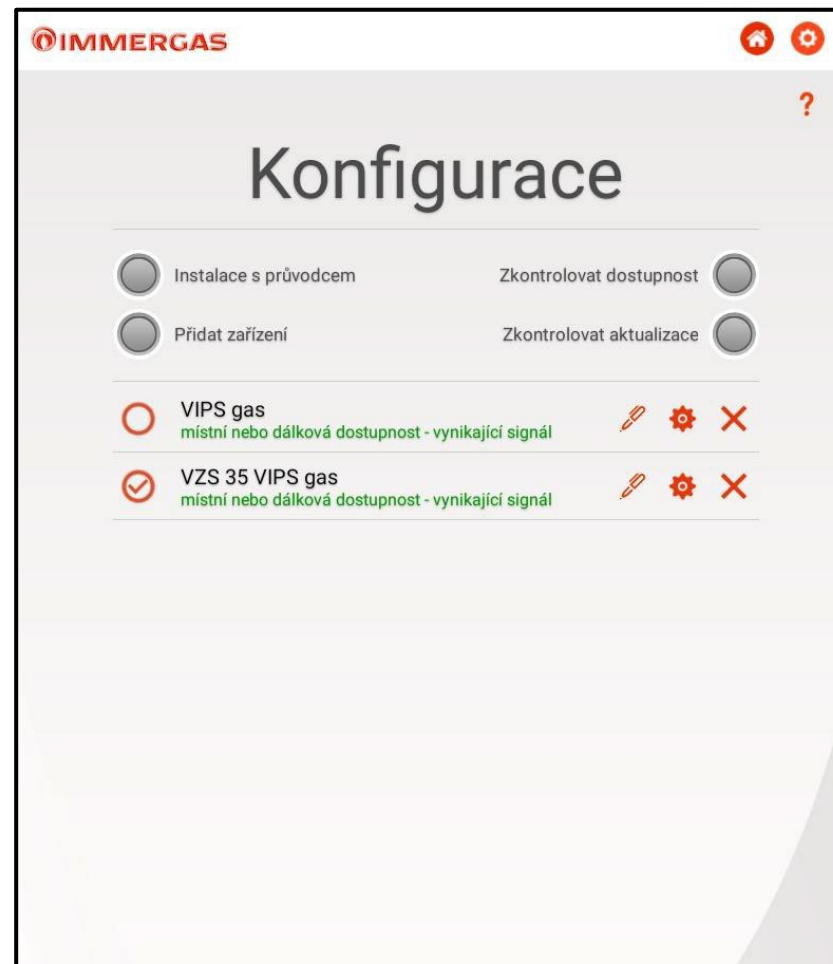 IMMERGAS
?
Konfigurace
Instalace s průvodcem
Zkontrolovat dostupnost
Přidat zařízení
Zkontrolovat aktualizace
VIPS gas
místní nebo dálková dostupnost - vynikající signál
VZS 35 VIPS gas
místní nebo dálková dostupnost - vynikající signál